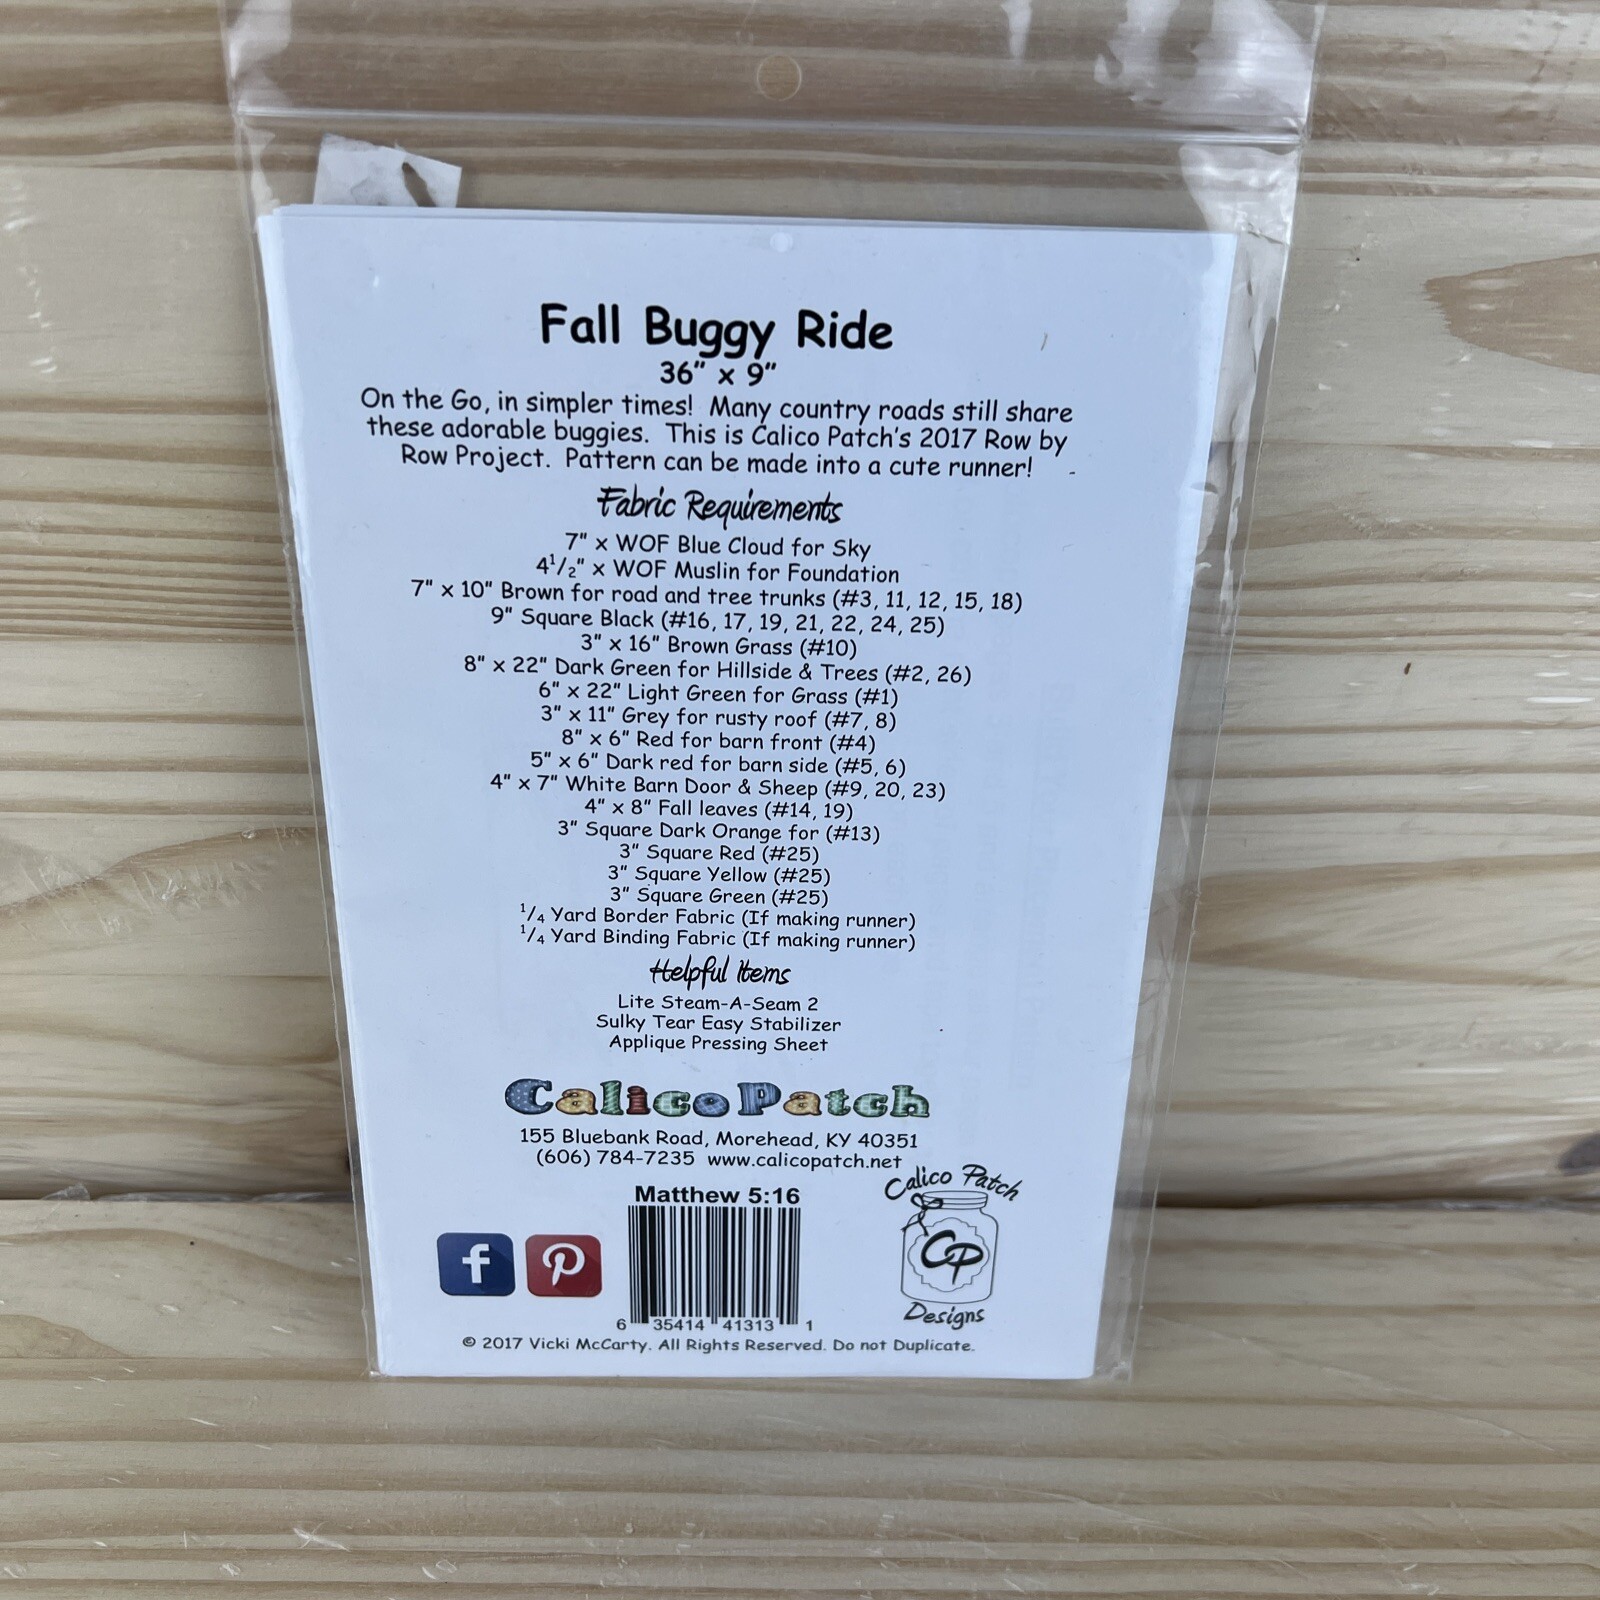 Fall Buggy Ride
36" x 9"
On the Go, in simpler times!  Many country roads still share
these adorable buggies.  This is Calico Patch's 2017 Row by
Row Project.  Pattern can be made into a cute runner!
Fabric Requirements
7" x WOF Blue Cloud for Sky
4 1/2" x WOF Muslin for Foundation
7" x 10" Brown for road and tree trunks (#3, 11, 12, 15, 18)
9" Square Black (#16, 17, 19, 21, 22, 24, 25)
3" x 16" Brown Grass (#10)
8" x 22" Dark Green for Hillside & Trees (#2, 26)
6" x 22" Light Green for Grass (#1)
3" x 11" Grey for rusty roof (#7, 8)
8" x 6" Red for barn front (#4)
5" x 6" Dark red for barn side (#5, 6)
4" x 7" White Barn Door & Sheep (#9, 20, 23)
4" x 8" Fall leaves (#14, 19)
3" Square Dark Orange for (#13)
3" Square Red (#25)
3" Square Yellow (#25)
3" Square Green (#25)
1/4 Yard Border Fabric (If making runner)
1/4 Yard Binding Fabric (If making runner)
Helpful Items
Lite Steam-A-Seam 2
Sulky Tear Easy Stabilizer
Applique Pressing Sheet
Calico Patch
155 Bluebank Road, Morehead, KY 40351
(606) 784-7235  www.calicopatch.net
Calico Patch
CP
Designs
Matthew 5:16
6 35414 41313 1
© 2017 Vicki McCarty. All Rights Reserved. Do not Duplicate.